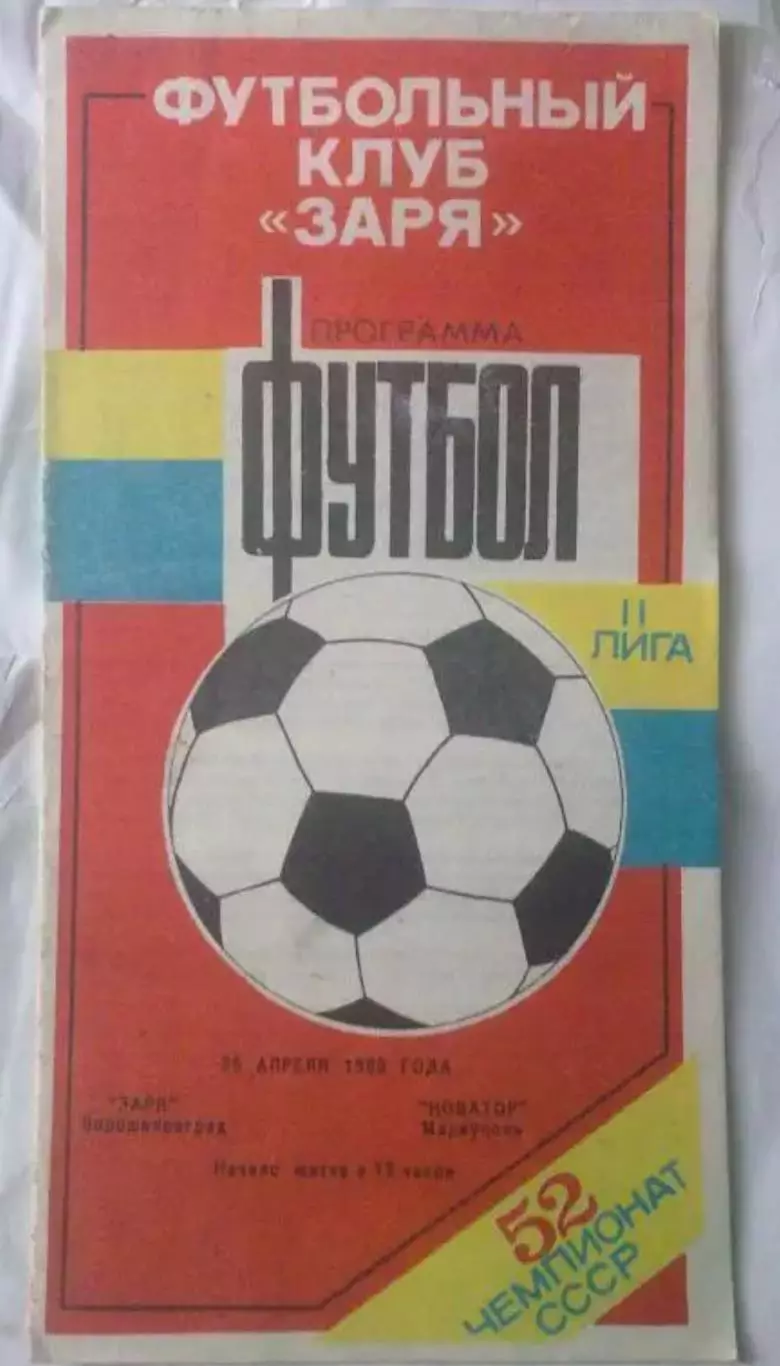 ФУТБОЛЬНЫЙ
КЛУБ
«ЗАРЯ»
ПРОГРАММА
ФУТБОЛ
II
ЛИГА
АПРЕЛЯ ГОДА
"ЗАРЯ"
"НОВАТОР"
Ворошиловград
Мариуполь
Начало матча в часов
52
ЧЕМПИОНАТ
СССР